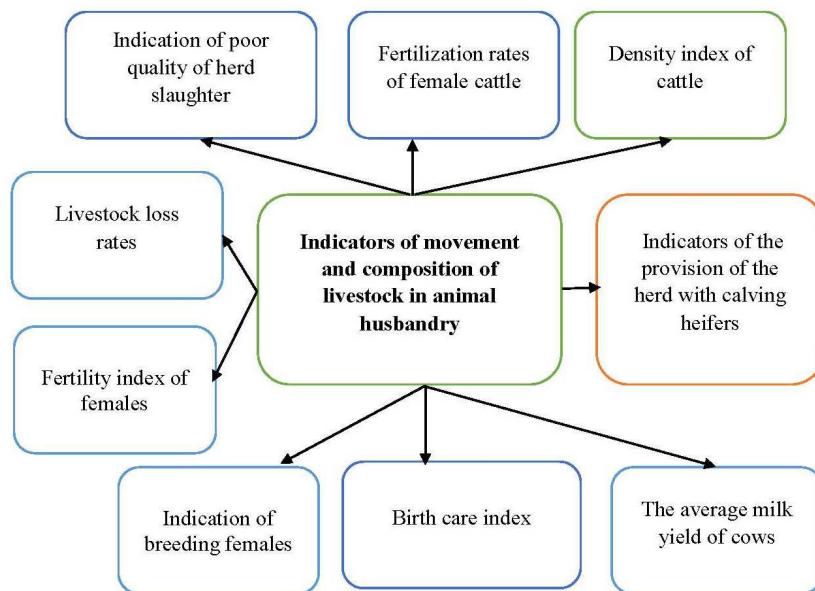 Indication of poor
quality of herd
slaughter
Fertilization rates
of female cattle
Density index of
cattle
Livestock loss
rates
Indicators of movement
and composition of
livestock in animal
husbandry
Indicators of the
provision of the
herd with calving
heifers
Fertility index of
females
Indication of
breeding females
Birth care index
The average milk
yield of cows